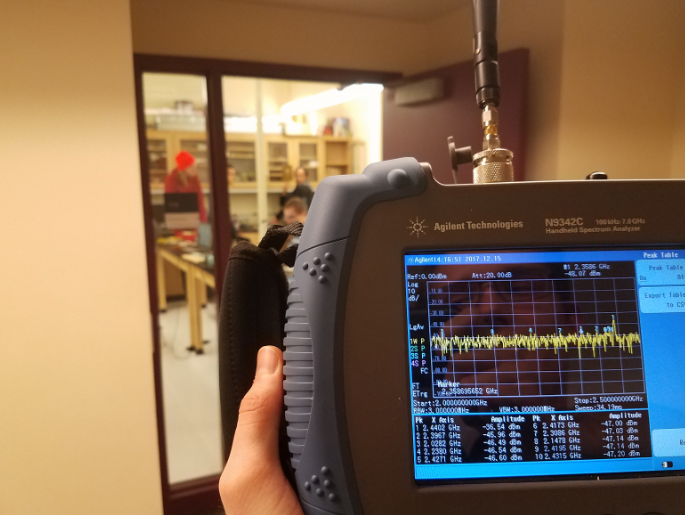 Agilent Technologies
N9342C 100 kHz-7.0 GHz
Handheld Spectrum Analyzer
Agilent 14:16:51 2017.12.15
Peak Table
Ref:0.00dBm Att:20.00dB M1 2.3586 GHz
-48.07 dBm
Peak Table
On
Log
10
dB/
Export Table
to CSV
LgAv
1W P
2S P
3S P
4S P
FC
FT
ETrg
Marker
2.358695652 GHz
Start:2.000000000GHz Stop:2.500000000GHz
RBW:3.000000MHz VBW:3.000000MHz Sweep:34.19ms
Pk X Axis Amplitude Pk X Axis Amplitude
1 2.4402 GHz -36.54 dBm 6 2.4173 GHz -47.00 dBm
2 2.3967 GHz -45.96 dBm 7 2.3086 GHz -47.03 dBm
3 2.0282 GHz -46.49 dBm 8 2.1478 GHz -47.14 dBm
4 2.2380 GHz -46.54 dBm 9 2.4195 GHz -47.14 dBm
5 2.4271 GHz -46.60 dBm 10 2.4315 GHz -47.20 dBm